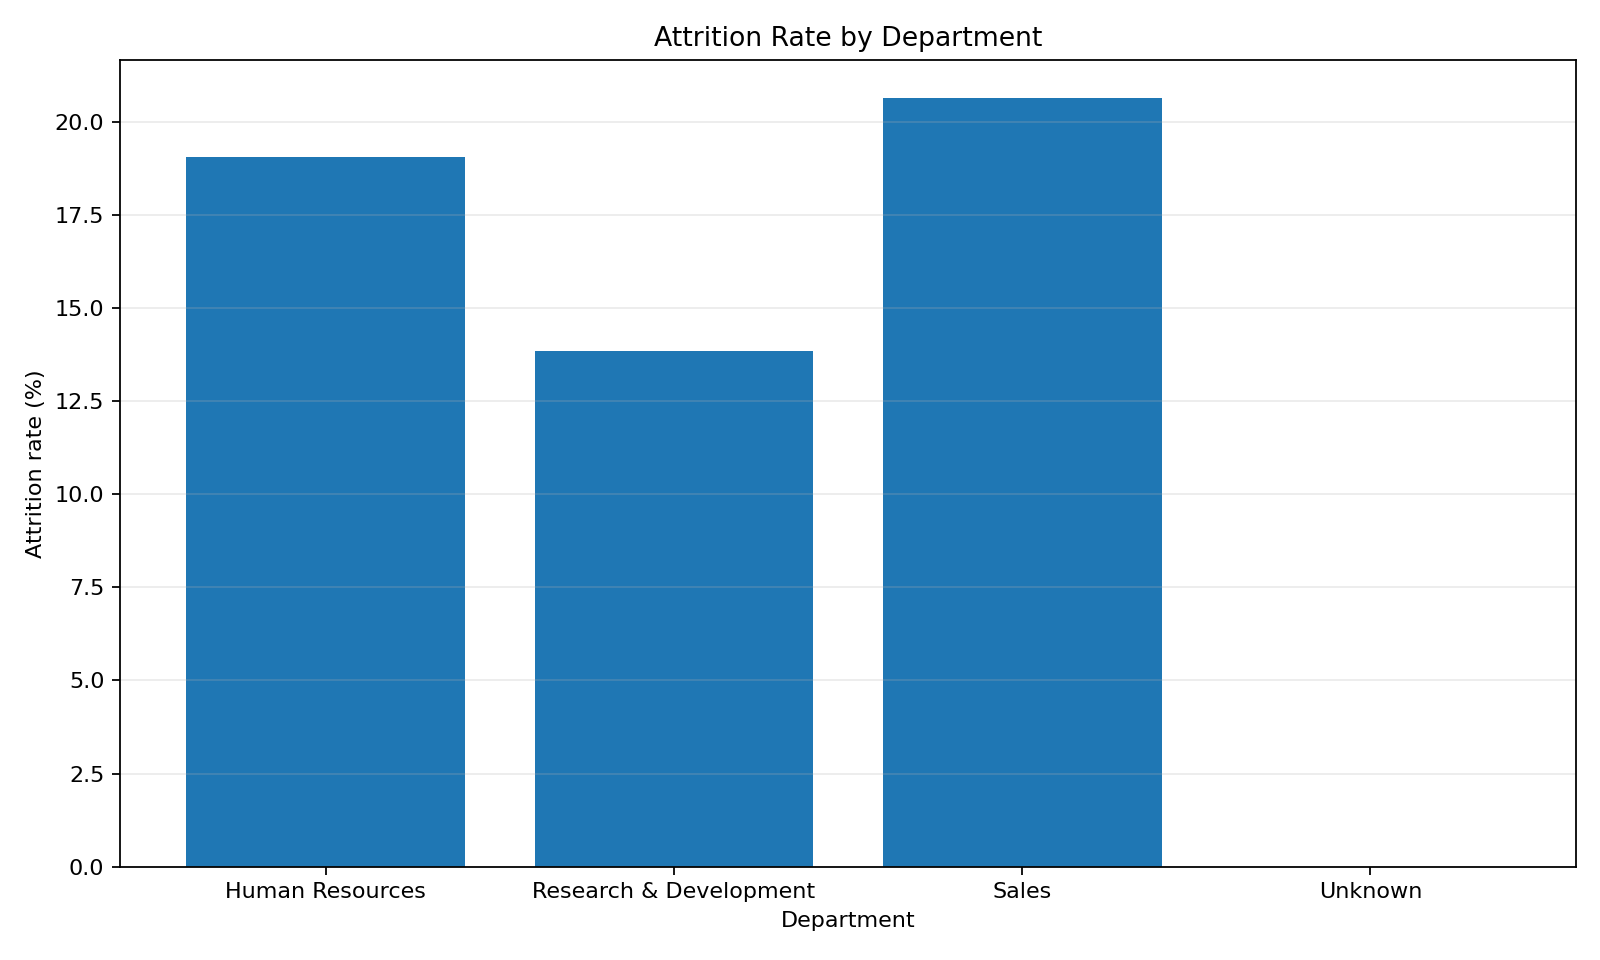 Attrition Rate by Department
Attrition rate (%)
20.0
17.5
15.0
12.5
10.0
7.5
5.0
2.5
0.0
Human Resources Research & Development Sales Unknown
Department